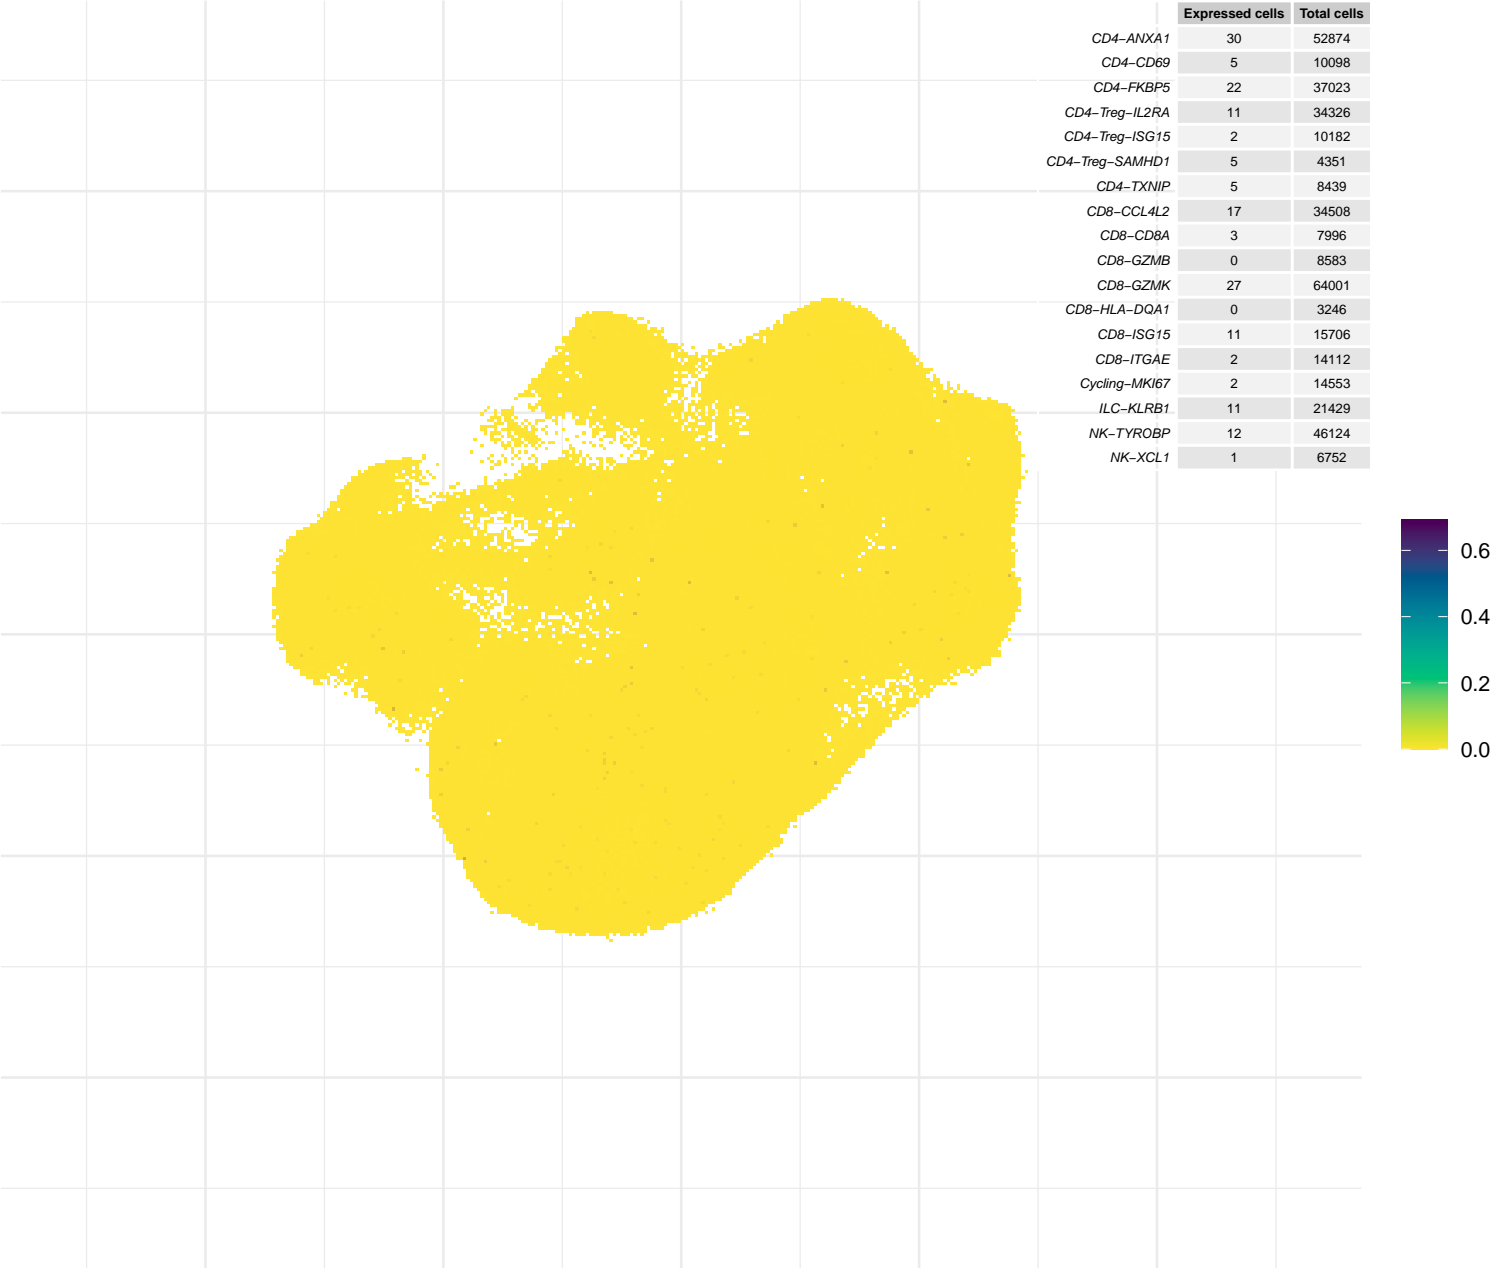 Expressed cells Total cells
CD4−ANXA1 30 52874
CD4−CD69 5 10098
CD4−FKBP5 22 37023
CD4−Treg−IL2RA 11 34326
CD4−Treg−ISG15 2 10182
CD4−Treg−SAMHD1 5 4351
CD4−TXNIP 5 8439
CD8−CCL4L2 17 34508
CD8−CD8A 3 7996
CD8−GZMB 0 8583
CD8−GZMK 27 64001
CD8−HLA−DQA1 0 3246
CD8−ISG15 11 15706
CD8−ITGAE 2 14112
Cycling−MKI67 2 14553
ILC−KLRB1 11 21429
NK−TYROBP 12 46124
NK−XCL1 1 6752
0.6
0.4
0.2
0.0